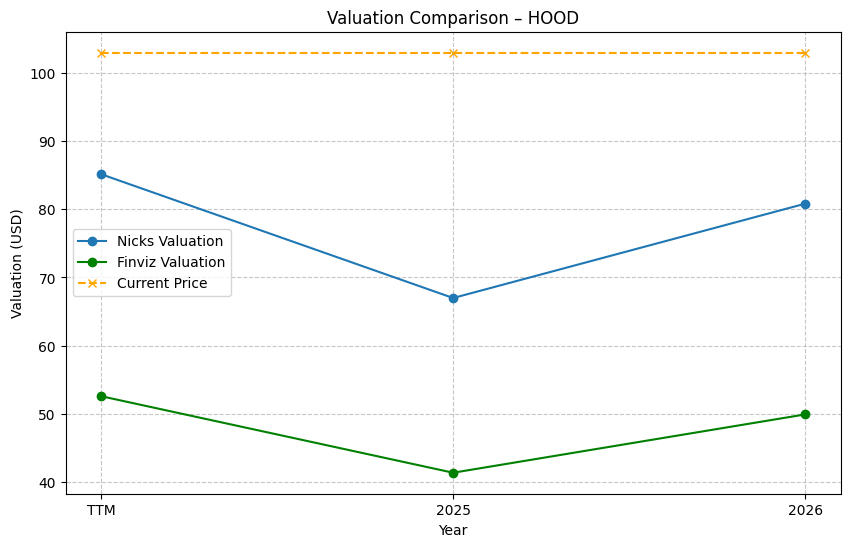 Valuation Comparison – HOOD
Valuation (USD)
100
90
80
70
60
50
40
Nicks Valuation
Finviz Valuation
Current Price
TTM
2025
2026
Year